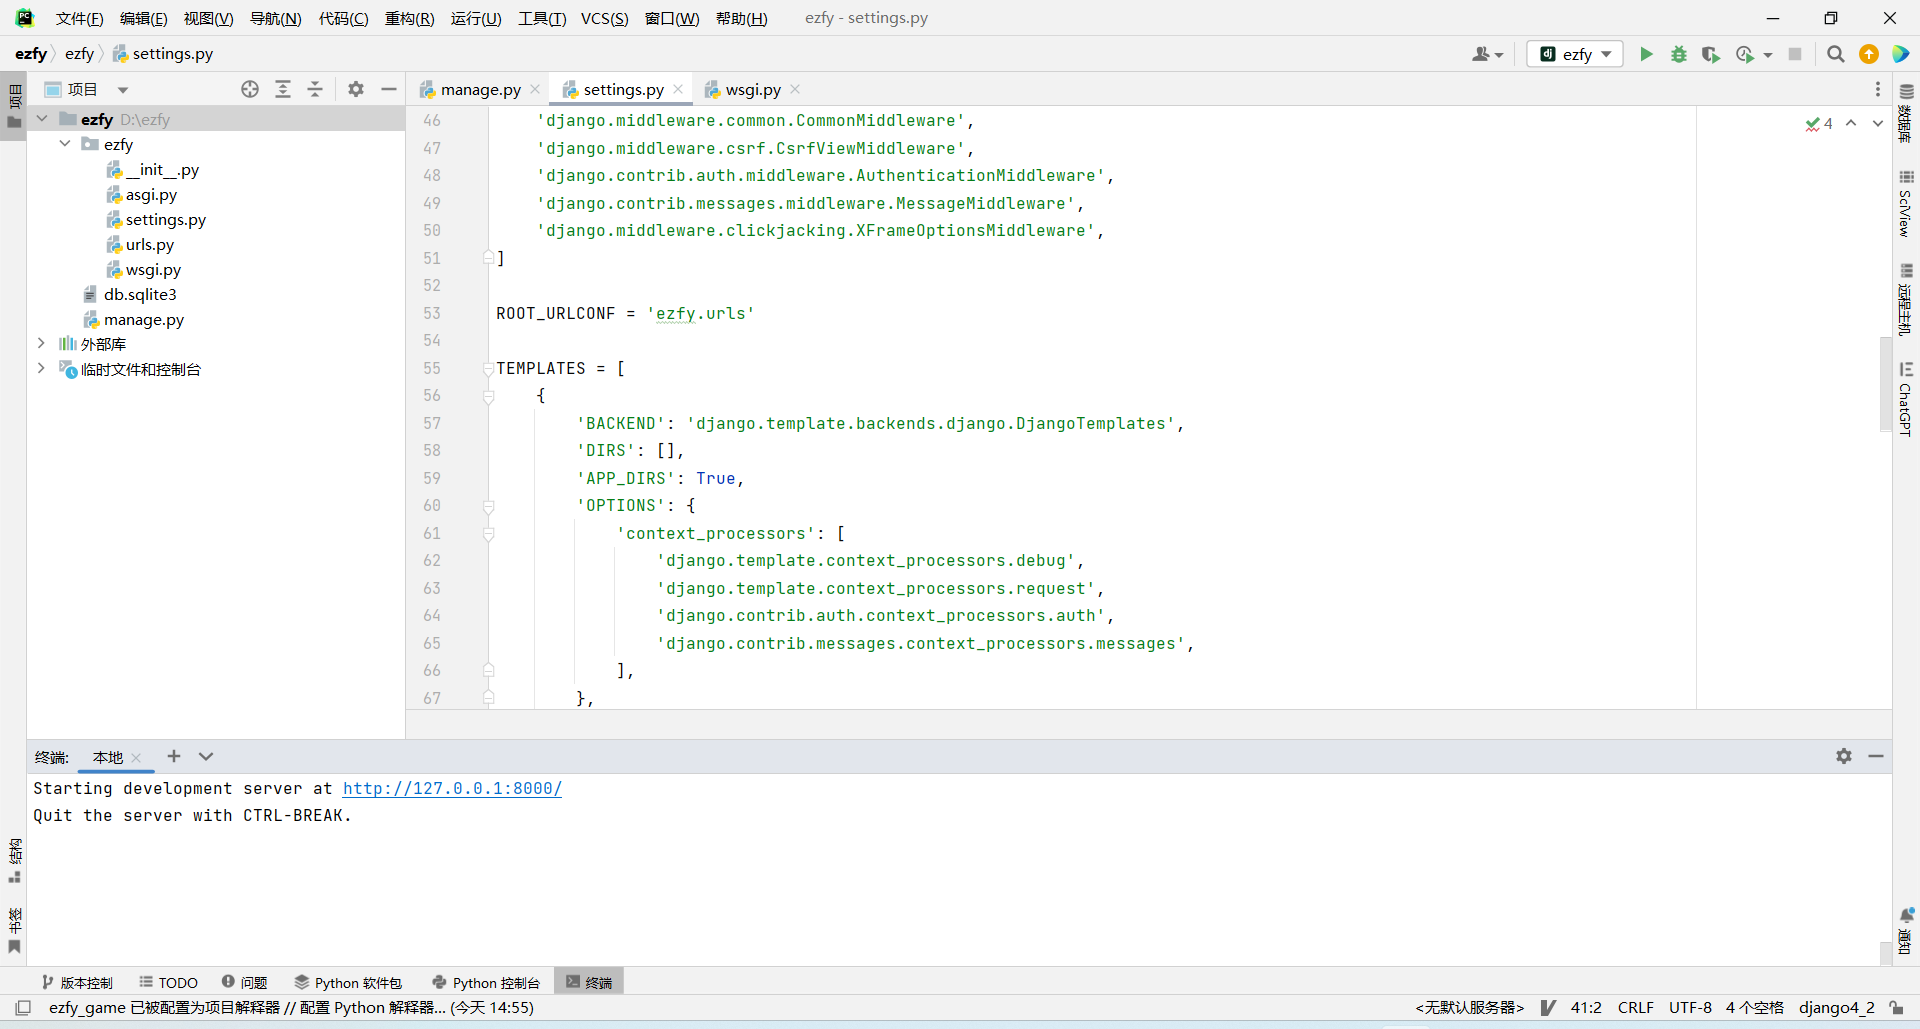 文件(F) 编辑(E) 视图(V) 导航(N) 代码(C) 重构(R) 运行(U) 工具(T) VCS(S) 窗口(W) 帮助(H) ezfy - settings.py
ezfy ezfy settings.py
dj ezfy
项目
项目
manage.py settings.py wsgi.py
ezfy D:\ezfy
ezfy
__init__.py
asgi.py
settings.py
urls.py
wsgi.py
db.sqlite3
manage.py
外部库
临时文件和控制台
46 'django.middleware.common.CommonMiddleware',
47 'django.middleware.csrf.CsrfViewMiddleware',
48 'django.contrib.auth.middleware.AuthenticationMiddleware',
49 'django.contrib.messages.middleware.MessageMiddleware',
50 'django.middleware.clickjacking.XFrameOptionsMiddleware',
51 ]
52
53 ROOT_URLCONF = 'ezfy.urls'
54
55 TEMPLATES = [
56 {
57 'BACKEND': 'django.template.backends.django.DjangoTemplates',
58 'DIRS': [],
59 'APP_DIRS': True,
60 'OPTIONS': {
61 'context_processors': [
62 'django.template.context_processors.debug',
63 'django.template.context_processors.request',
64 'django.contrib.auth.context_processors.auth',
65 'django.contrib.messages.context_processors.messages',
66 ],
67 },
4
数据库
SciView
远程主机
ChatGPT
通知
终端: 本地
Starting development server at http://127.0.0.1:8000/
Quit the server with CTRL-BREAK.
结构
书签
版本控制 TODO 问题 Python 软件包 Python 控制台 终端
ezfy_game 已被配置为项目解释器 // 配置 Python 解释器... (今天 14:55) <无默认服务器> 41:2 CRLF UTF-8 4 个空格 django4_2